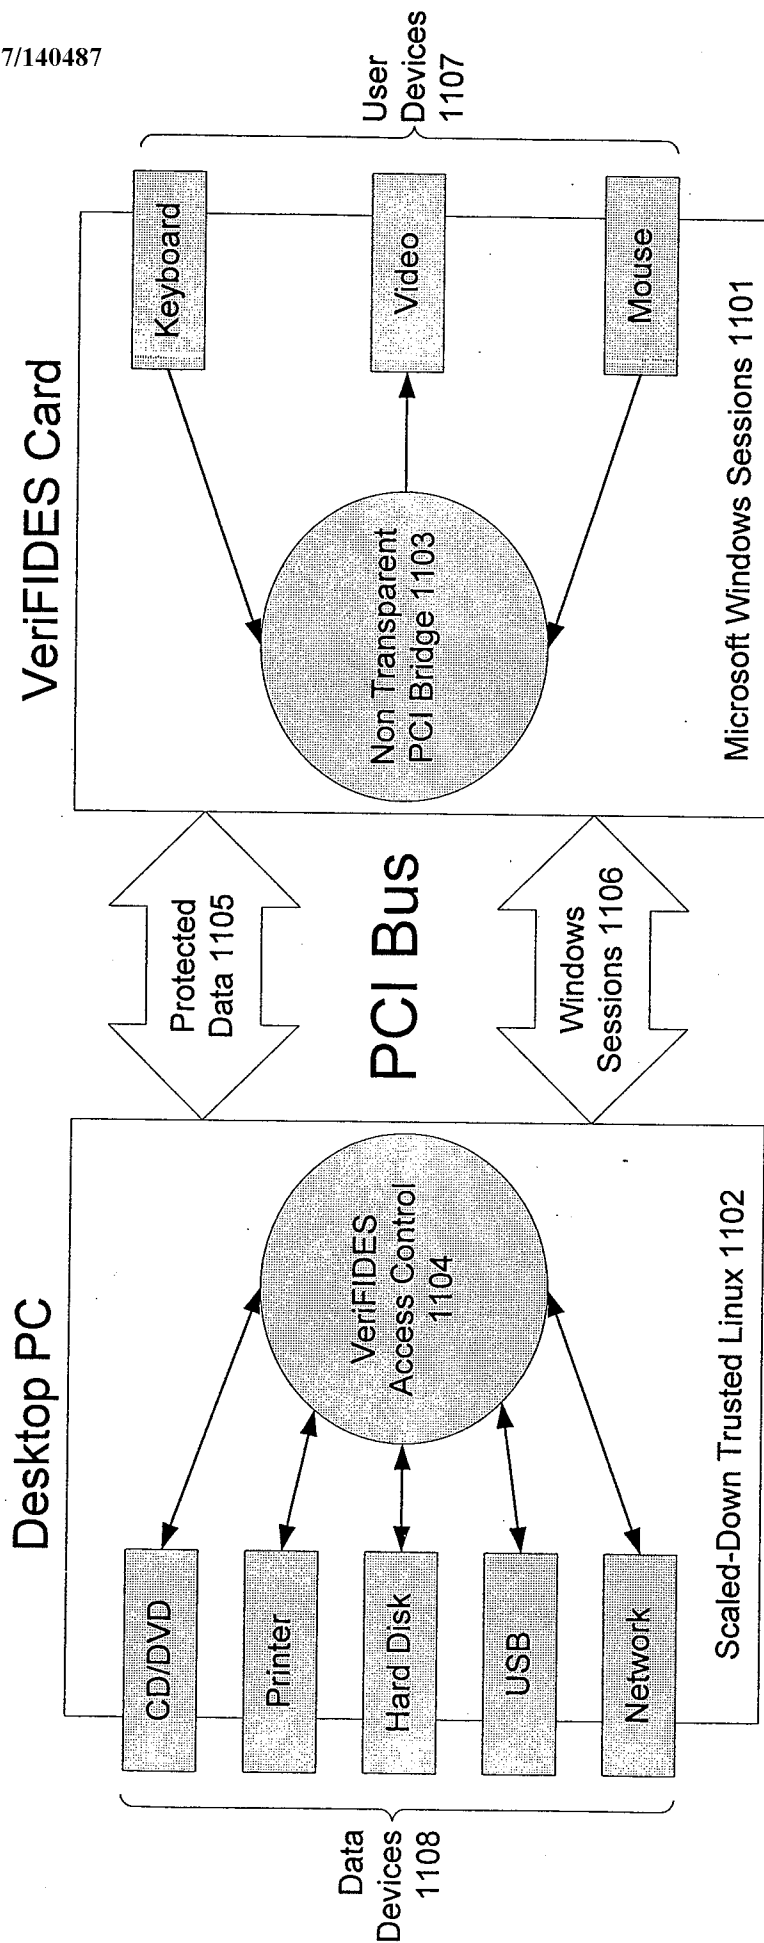 7/140487
Desktop PC
VeriFIDES Card
Data
Devices
1108
CD/DVD
Printer
Hard Disk
USB
Network
VeriFIDES
Access Control
1104
Scaled-Down Trusted Linux 1102
Protected
Data 1105
PCI Bus
Windows
Sessions 1106
Non Transparent
PCI Bridge 1103
Keyboard
Video
Mouse
Microsoft Windows Sessions 1101
User
Devices
1107